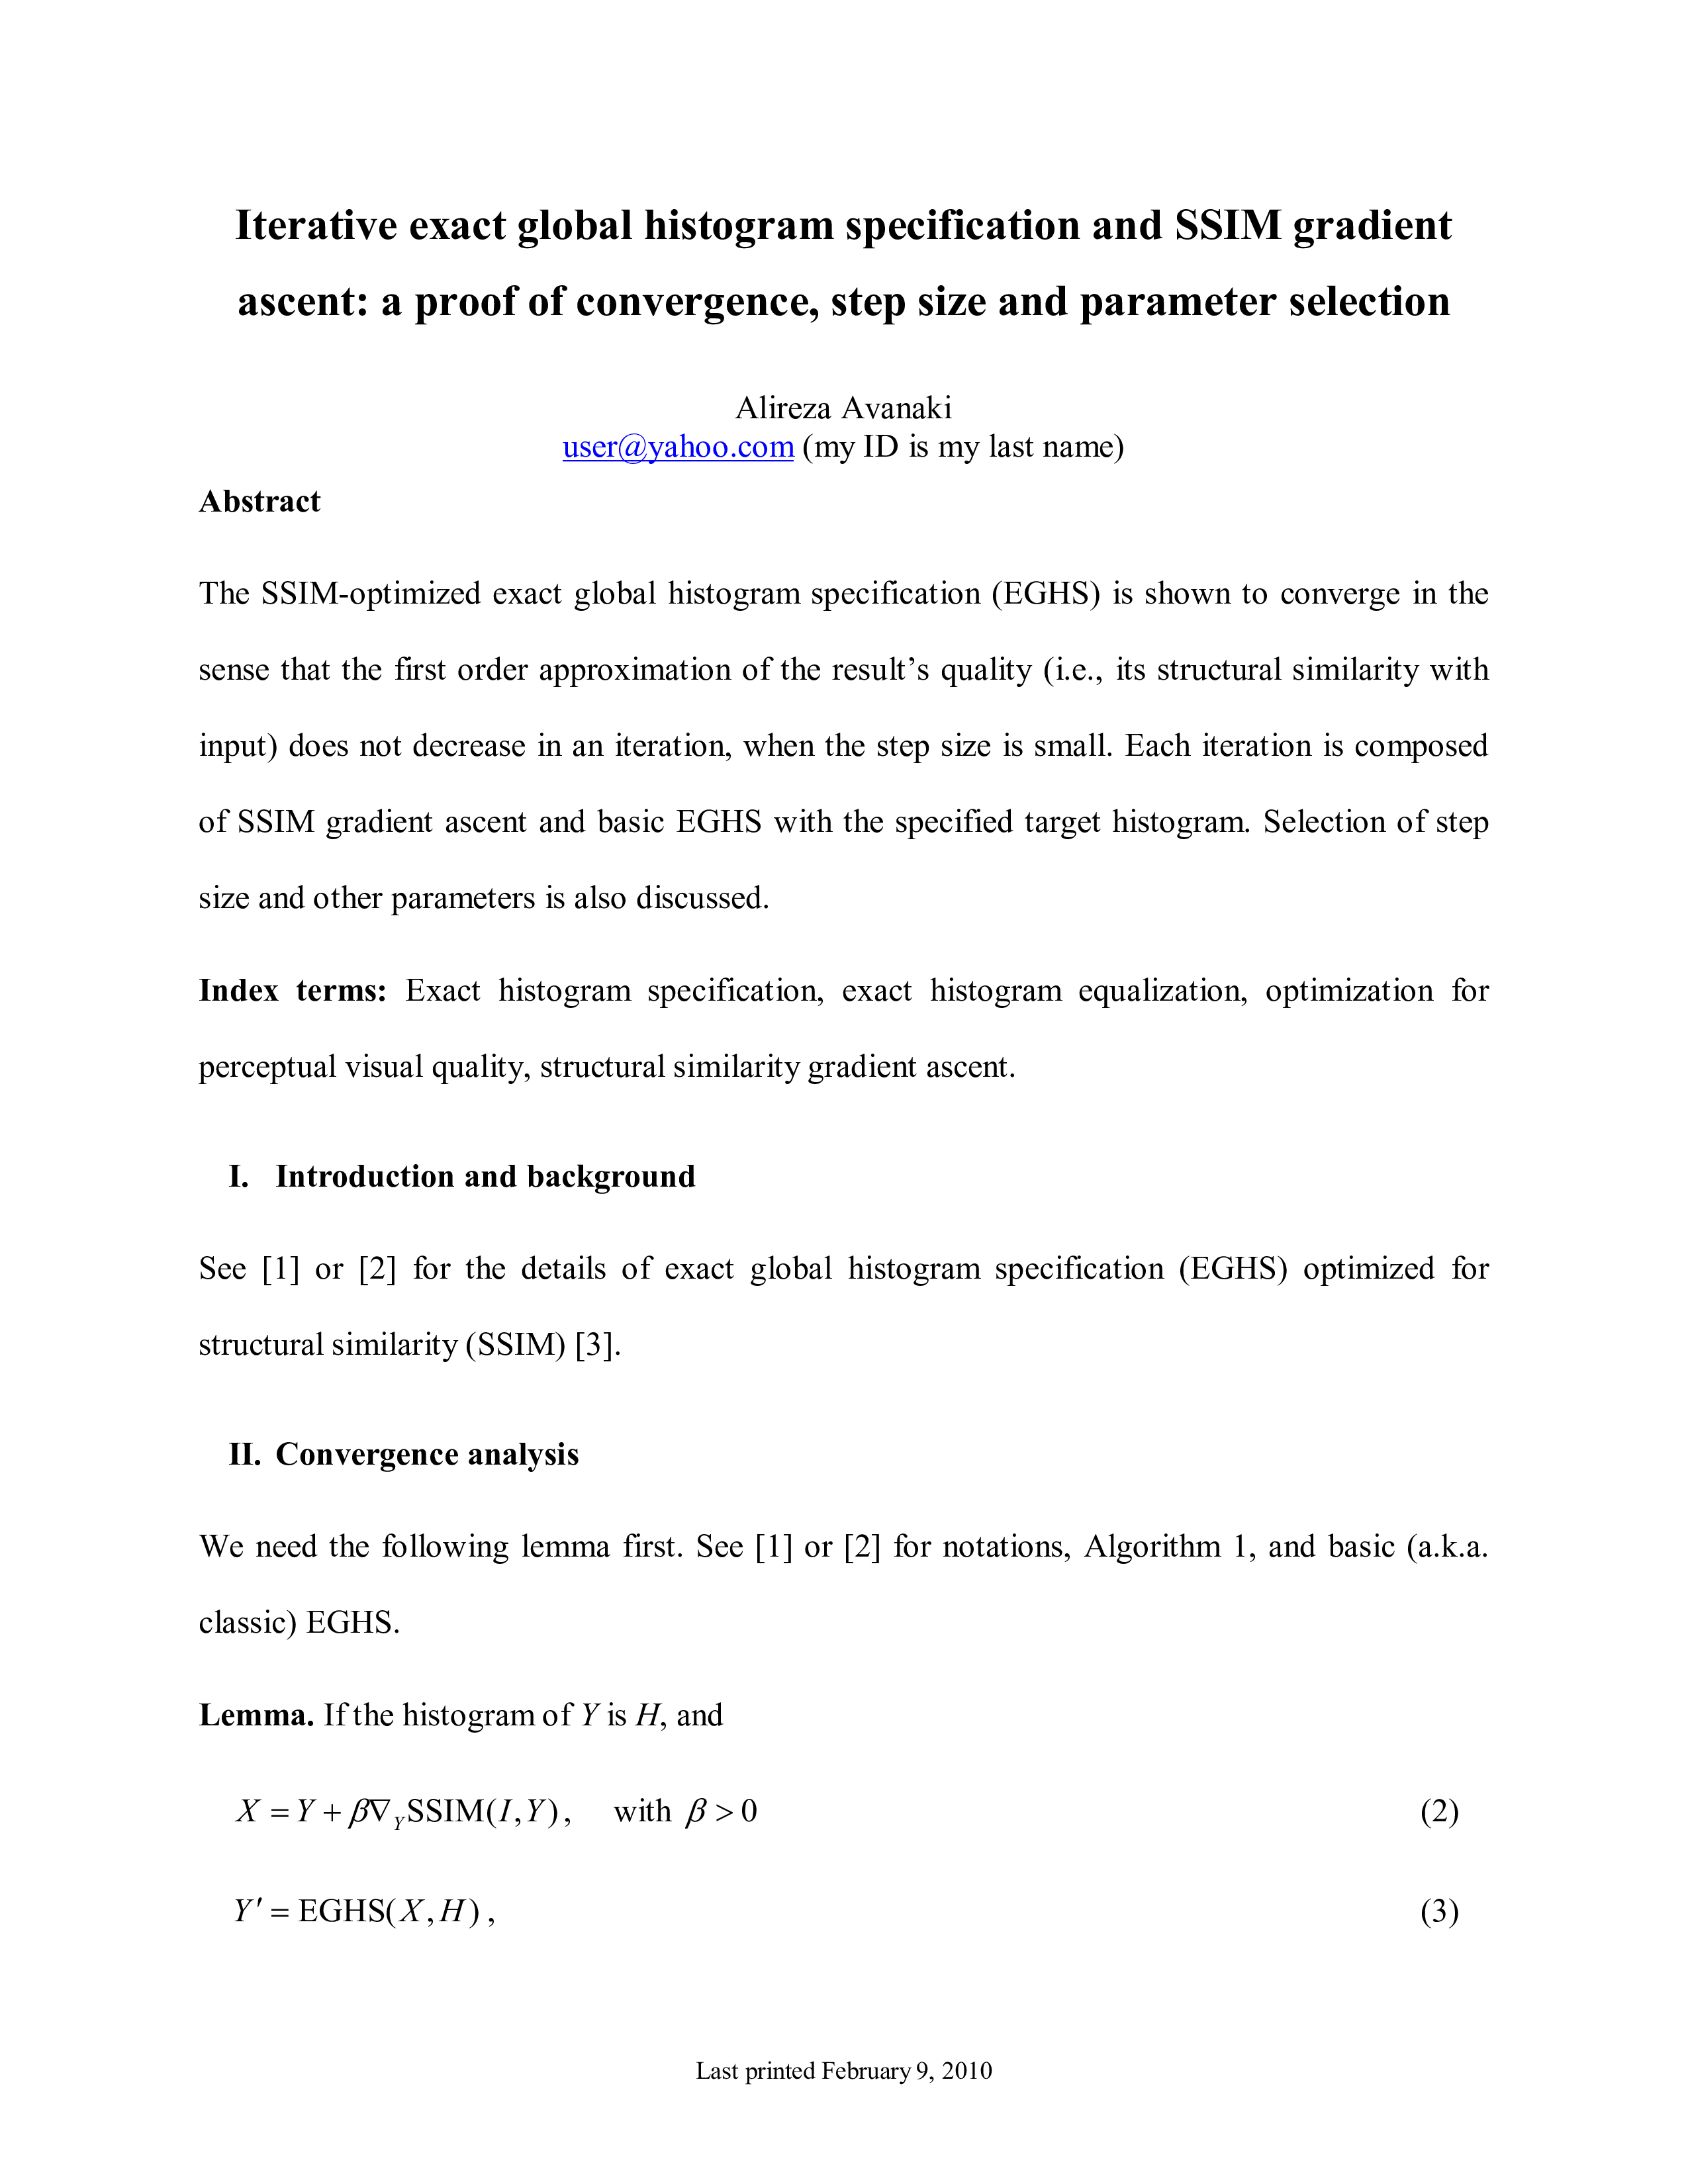 Iterative exact global histogram specification and SSIM gradient
ascent: a proof of convergence, step size and parameter selection
Alireza Avanaki
user@yahoo.com (my ID is my last name)
Abstract
The SSIM-optimized exact global histogram specification (EGHS) is shown to converge in the
sense that the first order approximation of the result’s quality (i.e., its structural similarity with
input) does not decrease in an iteration, when the step size is small. Each iteration is composed
of SSIM gradient ascent and basic EGHS with the specified target histogram. Selection of step
size and other parameters is also discussed.
Index terms: Exact histogram specification, exact histogram equalization, optimization for
perceptual visual quality, structural similarity gradient ascent.
I. Introduction and background
See [1] or [2] for the details of exact global histogram specification (EGHS) optimized for
structural similarity (SSIM) [3].
II. Convergence analysis
We need the following lemma first. See [1] or [2] for notations, Algorithm 1, and basic (a.k.a.
classic) EGHS.
Lemma. If the histogram of Y is H, and
X = Y + β∇_Y SSIM(I, Y), with β > 0 (2)
Y′ = EGHS(X, H), (3)
Last printed February 9, 2010